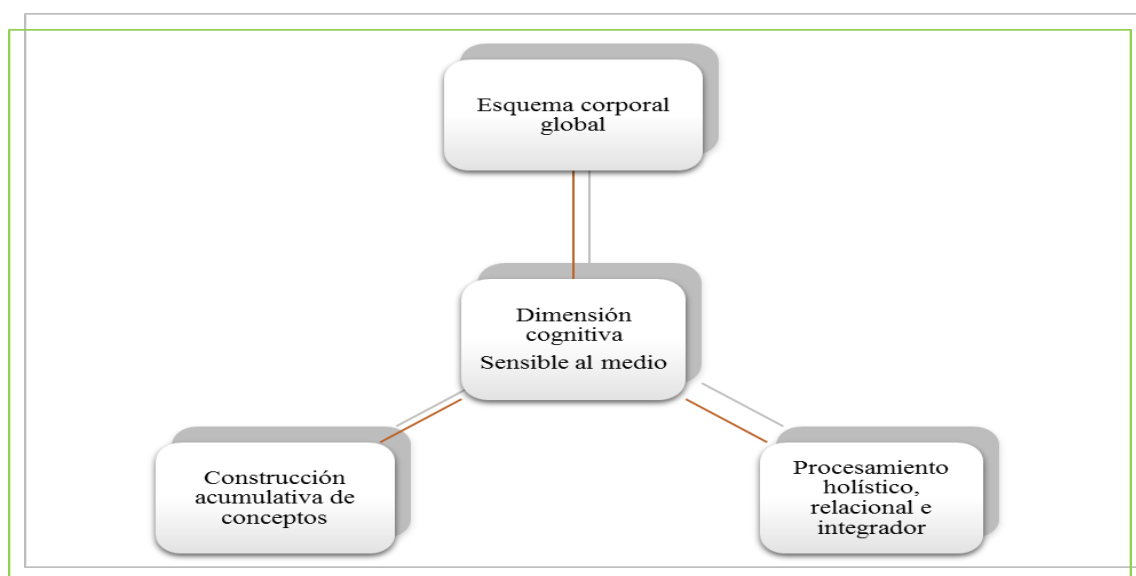 Esquema corporal
global
Dimensión
cognitiva
Sensible al medio
Construcción
acumulativa de
conceptos
Procesamiento
holístico,
relacional e
integrador